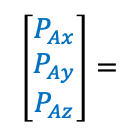 [P_Ax
P_Ay
P_Az] =